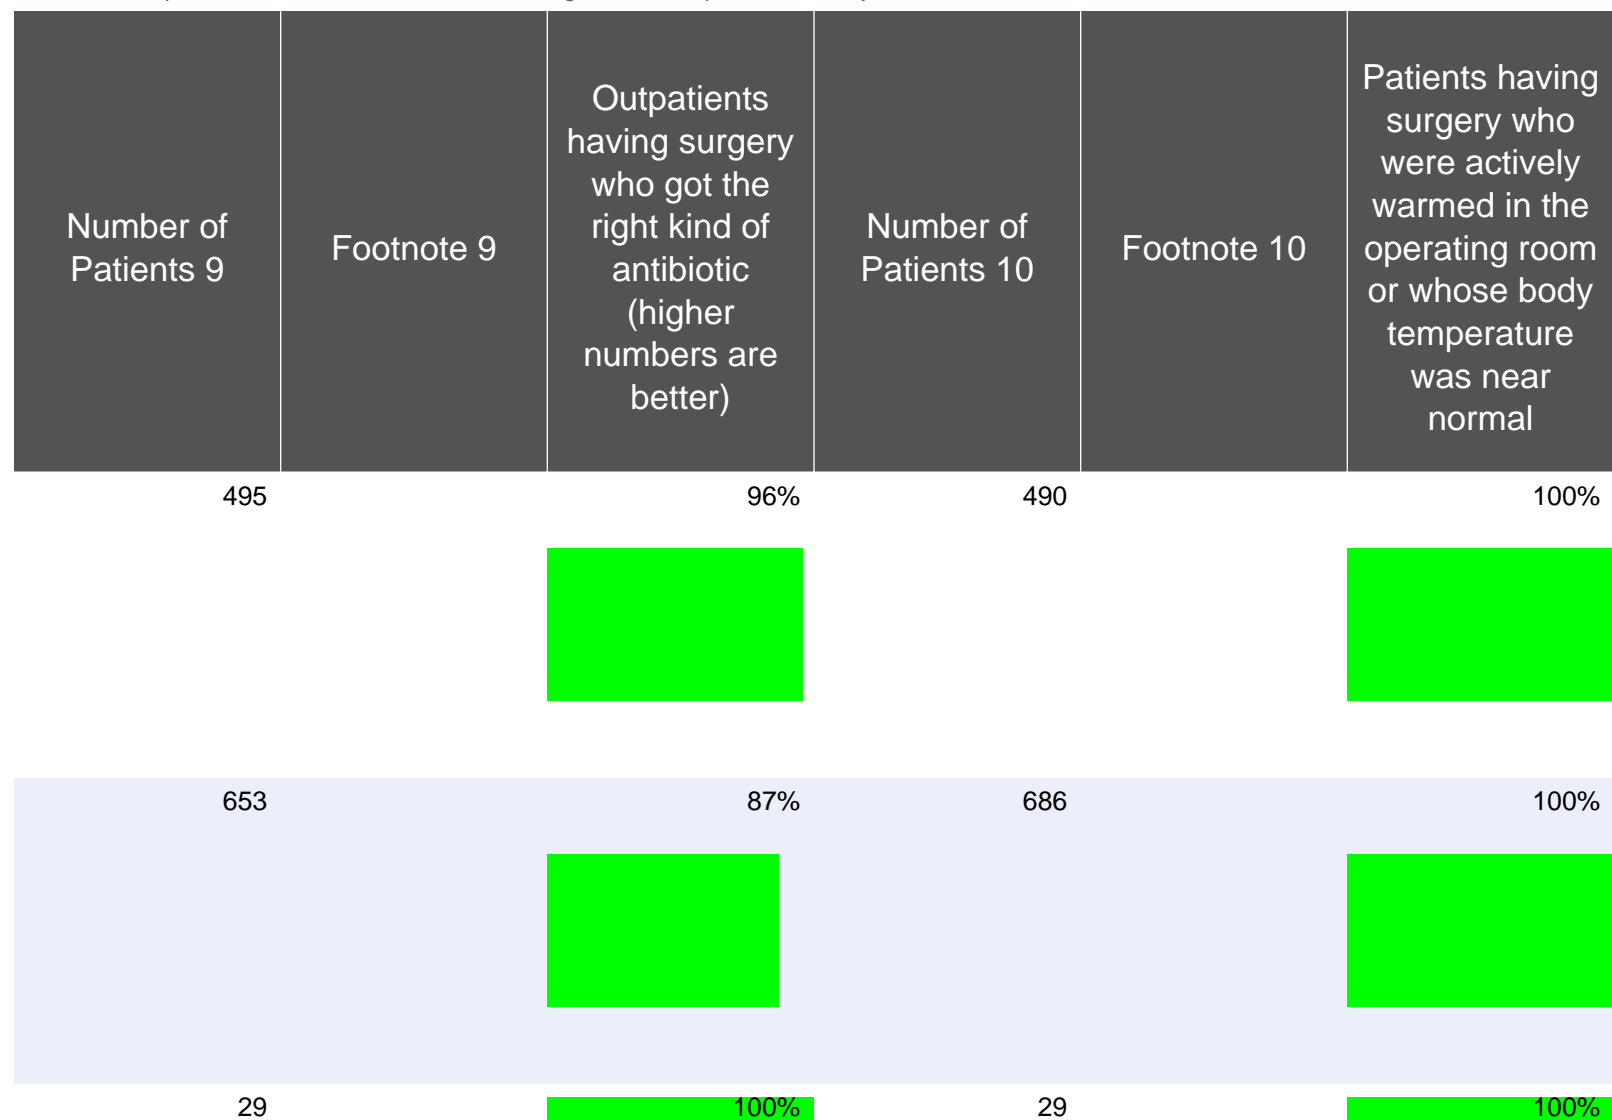 Number of
Patients 9
Footnote 9
Outpatients
having surgery
who got the
right kind of
antibiotic
(higher
numbers are
better)
Number of
Patients 10
Footnote 10
Patients having
surgery who
were actively
warmed in the
operating room
or whose body
temperature
was near
normal
495 96% 490 100%
653 87% 686 100%
29 100% 29 100%